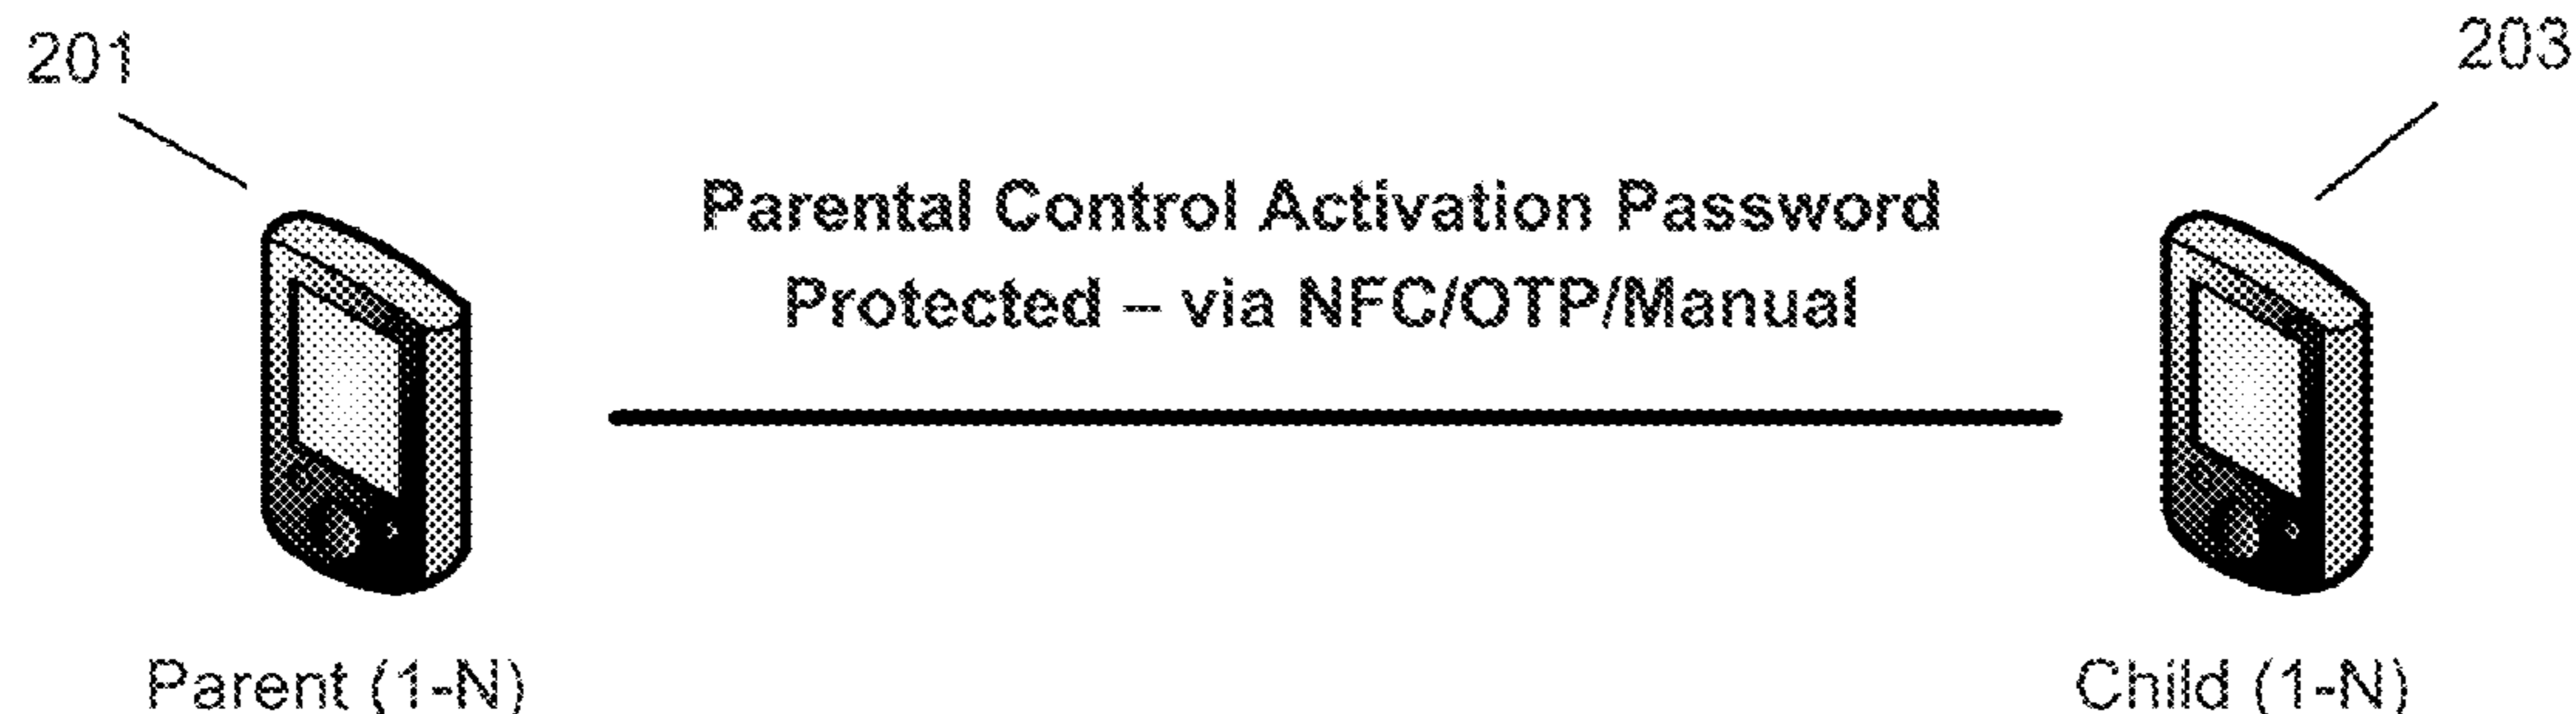 201
203
Parental Control Activation Password
Protected – via NFC/OTP/Manual
Parent (1-N)
Child (1-N)